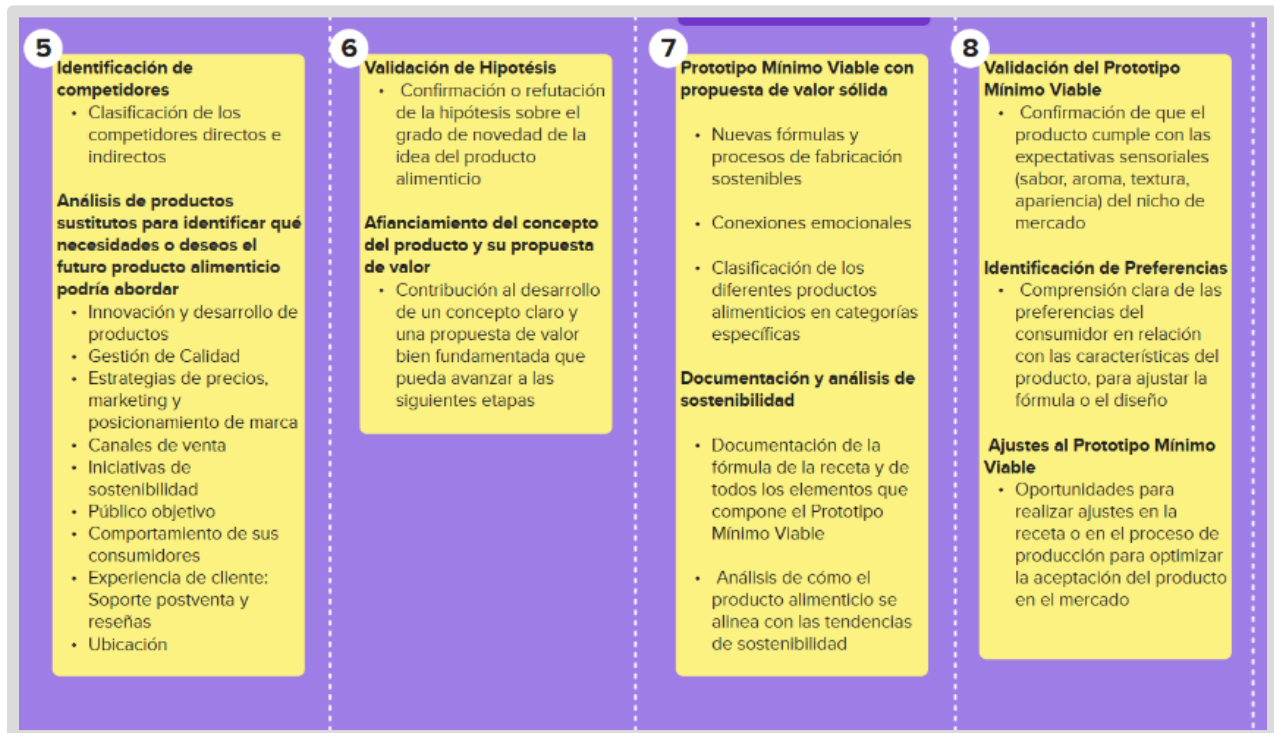 5
Identificación de
competidores
• Clasificación de los
competidores directos e
indirectos
Análisis de productos
sustitutos para identificar qué
necesidades o deseos el
futuro producto alimenticio
podría abordar
• Innovación y desarrollo de
productos
• Gestión de Calidad
• Estrategias de precios,
marketing y
posicionamiento de marca
• Canales de venta
• Iniciativas de
sostenibilidad
• Público objetivo
• Comportamiento de sus
consumidores
• Experiencia de cliente:
Soporte postventa y
reseñas
• Ubicación
6
Validación de Hipotésis
• Confirmación o refutación
de la hipótesis sobre el
grado de novedad de la
idea del producto
alimenticio
Afianciamiento del concepto
del producto y su propuesta
de valor
• Contribución al desarrollo
de un concepto claro y
una propuesta de valor
bien fundamentada que
pueda avanzar a las
siguientes etapas
7
Prototipo Mínimo Viable con
propuesta de valor sólida
• Nuevas fórmulas y
procesos de fabricación
sostenibles
• Conexiones emocionales
• Clasificación de los
diferentes productos
alimenticios en categorías
específicas
Documentación y análisis de
sostenibilidad
• Documentación de la
fórmula de la receta y de
todos los elementos que
compone el Prototipo
Mínimo Viable
• Análisis de cómo el
producto alimenticio se
alinea con las tendencias
de sostenibilidad
8
Validación del Prototipo
Mínimo Viable
• Confirmación de que el
producto cumple con las
expectativas sensoriales
(sabor, aroma, textura,
apariencia) del nicho de
mercado
Identificación de Preferencias
• Comprensión clara de las
preferencias del
consumidor en relación
con las características del
producto, para ajustar la
fórmula o el diseño
Ajustes al Prototipo Mínimo
Viable
• Oportunidades para
realizar ajustes en la
receta o en el proceso de
producción para optimizar
la aceptación del producto
en el mercado